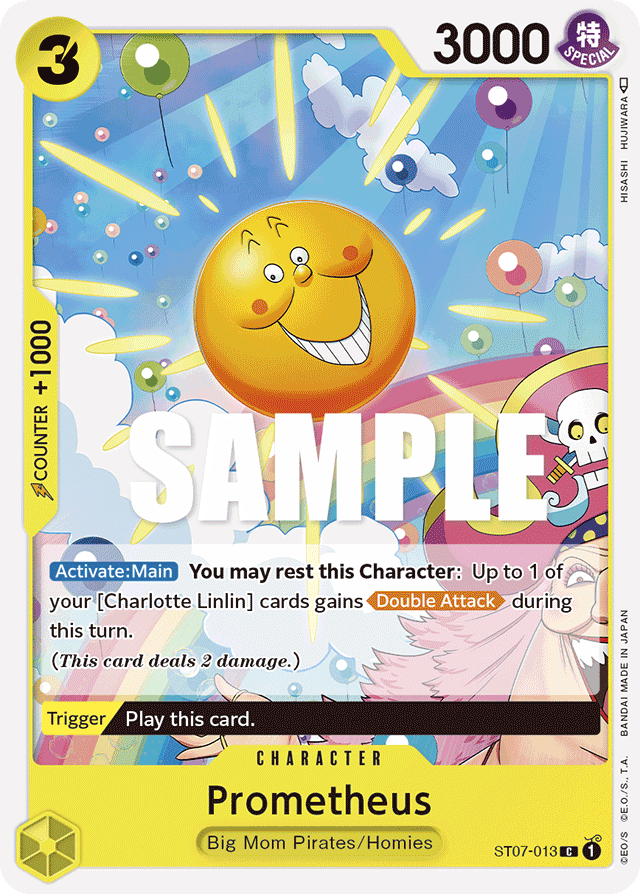 3
3000
特
SPECIAL
HISASHI HUJIWARA
COUNTER +1000
SAMPLE
Activate:Main You may rest this Character: Up to 1 of
your [Charlotte Linlin] cards gains Double Attack during
this turn.
(This card deals 2 damage.)
Trigger Play this card.
CHARACTER
Prometheus
Big Mom Pirates/Homies
ST07-013 C 1
©EO/S ©E.O./S., T.A. BANDAI MADE IN JAPAN